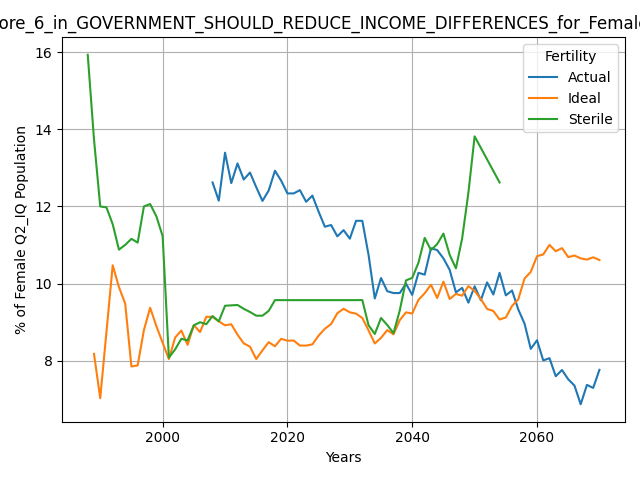 ore_6_in_GOVERNMENT_SHOULD_REDUCE_INCOME_DIFFERENCES_for_Female
16
14
12
10
8
% of Female Q2_IQ Population
Fertility
Actual
Ideal
Sterile
2000
2020
2040
2060
Years